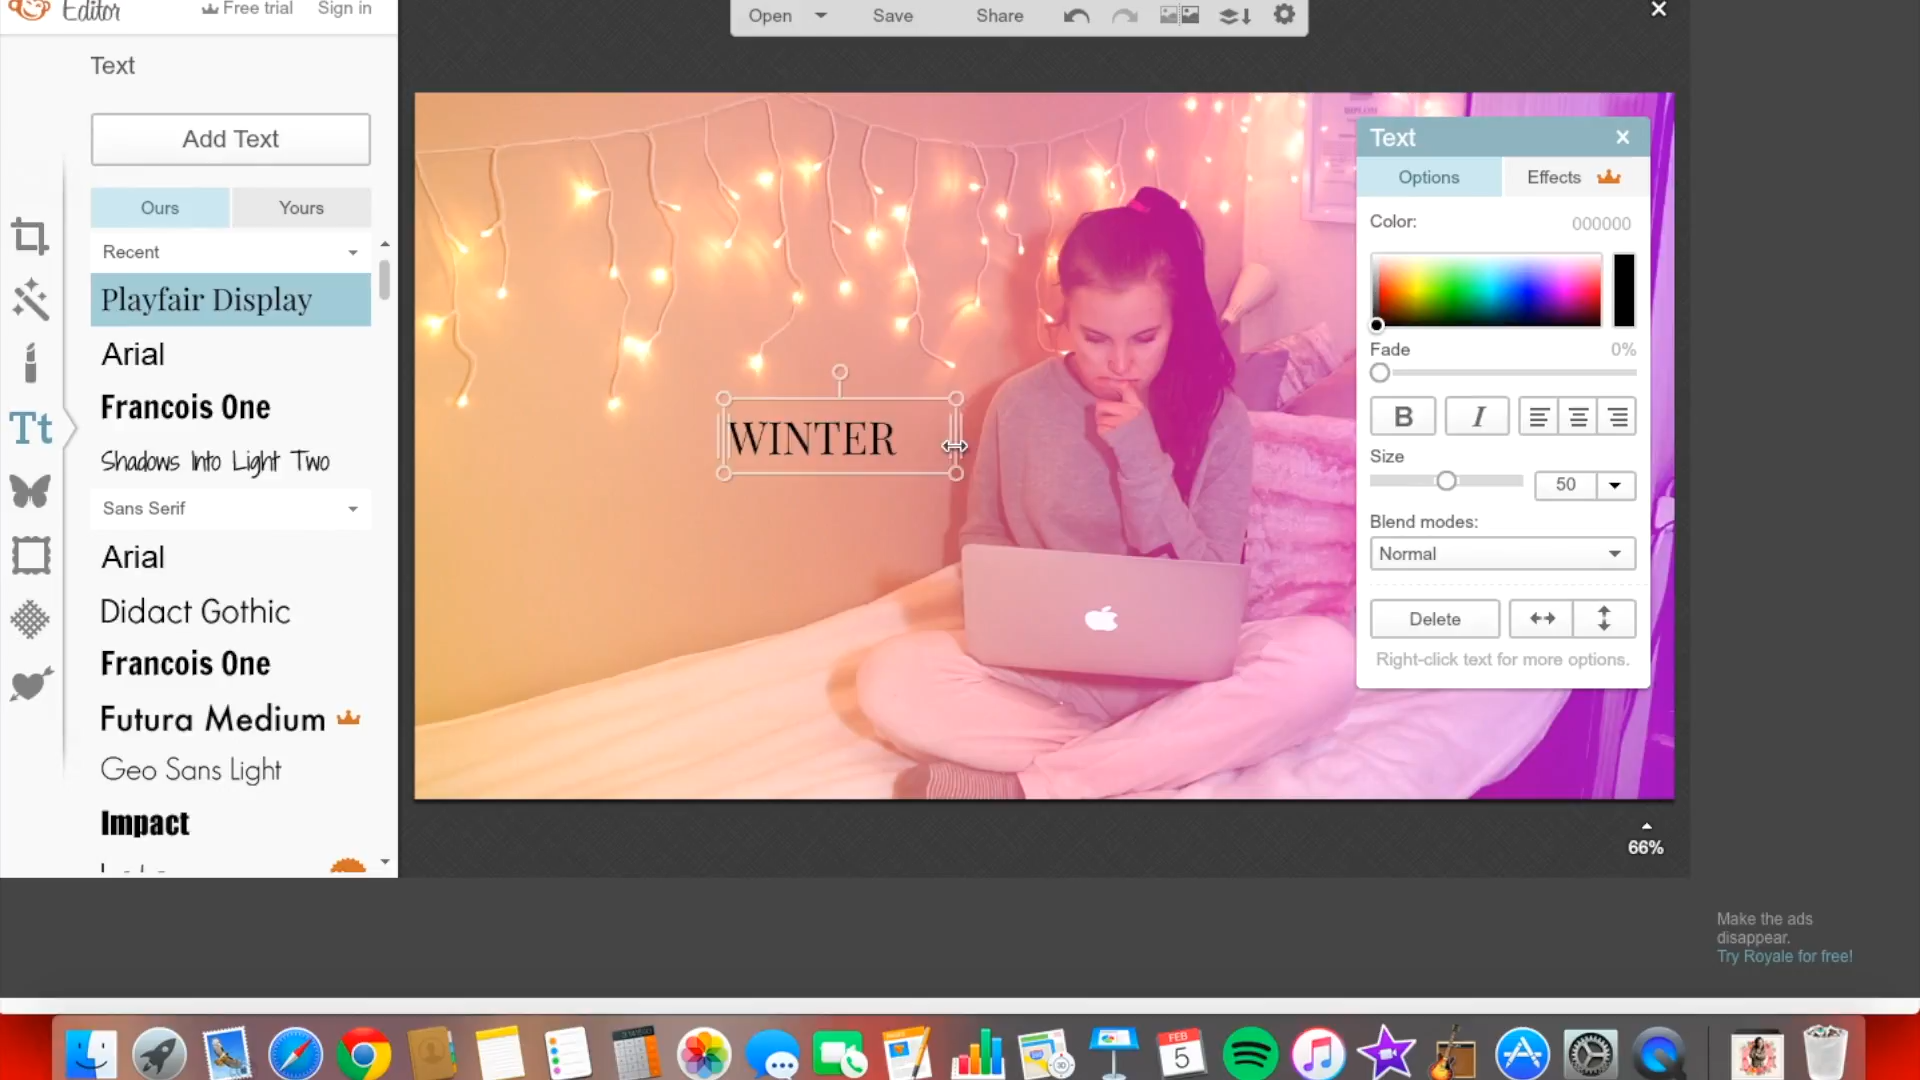 Editor
Free trial
Sign in
Open
Save
Share
Text
Add Text
Ours
Yours
Recent
Playfair Display
Arial
Francois One
Shadows Into Light Two
Sans Serif
Arial
Didact Gothic
Francois One
Futura Medium
Geo Sans Light
Impact
WINTER
Text
Options
Effects
Color:
000000
Fade
0%
B
I
Size
50
Blend modes:
Normal
Delete
Right-click text for more options.
66%
Make the ads
disappear.
Try Royale for free!
Tt
FEB
5